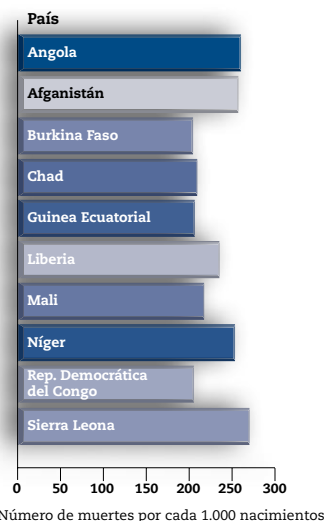 País
Angola
Afganistán
Burkina Faso
Chad
Guinea Ecuatorial
Liberia
Mali
Níger
Rep. Democrática
del Congo
Sierra Leona
0 50 100 150 200 250 300
Número de muertes por cada 1.000 nacimientos